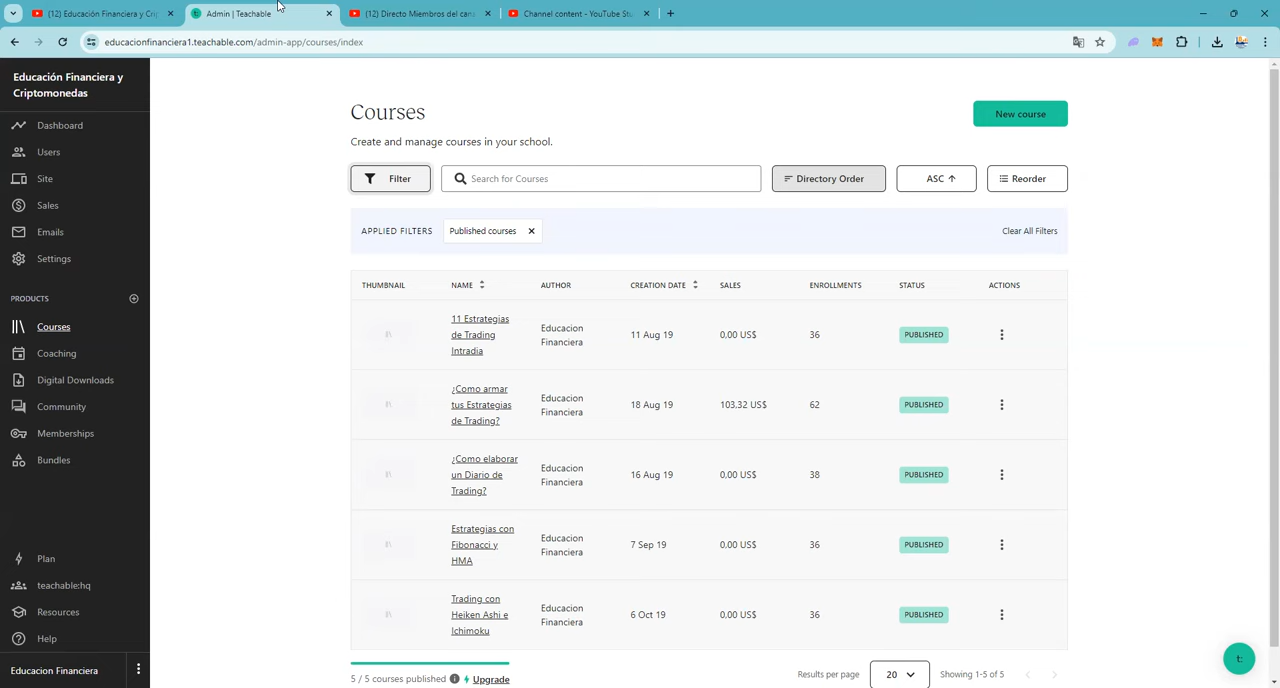 (12) Educación Financiera y Crip
Admin | Teachable
(12) Directo Miembros del cana
Channel content - YouTube Stu
educacionfinanciera1.teachable.com/admin-app/courses/index
Educación Financiera y
Criptomonedas
Dashboard
Users
Site
Sales
Emails
Settings
PRODUCTS
Courses
Coaching
Digital Downloads
Community
Memberships
Bundles
Plan
teachable:hq
Resources
Help
Educacion Financiera
Courses
New course
Create and manage courses in your school.
Filter
Search for Courses
Directory Order
ASC
Reorder
APPLIED FILTERS
Published courses
Clear All Filters
THUMBNAIL NAME AUTHOR CREATION DATE SALES ENROLLMENTS STATUS ACTIONS
11 Estrategias
de Trading
Intradia
Educacion
Financiera
11 Aug 19
0,00 US$
36
PUBLISHED
¿Como armar
tus Estrategias
de Trading?
Educacion
Financiera
18 Aug 19
103,32 US$
62
PUBLISHED
¿Como elaborar
un Diario de
Trading?
Educacion
Financiera
16 Aug 19
0,00 US$
38
PUBLISHED
Estrategias con
Fibonacci y
HMA
Educacion
Financiera
7 Sep 19
0,00 US$
36
PUBLISHED
Trading con
Heiken Ashi e
Ichimoku
Educacion
Financiera
6 Oct 19
0,00 US$
36
PUBLISHED
5 / 5 courses published
Upgrade
Results per page
20
Showing 1-5 of 5
t: